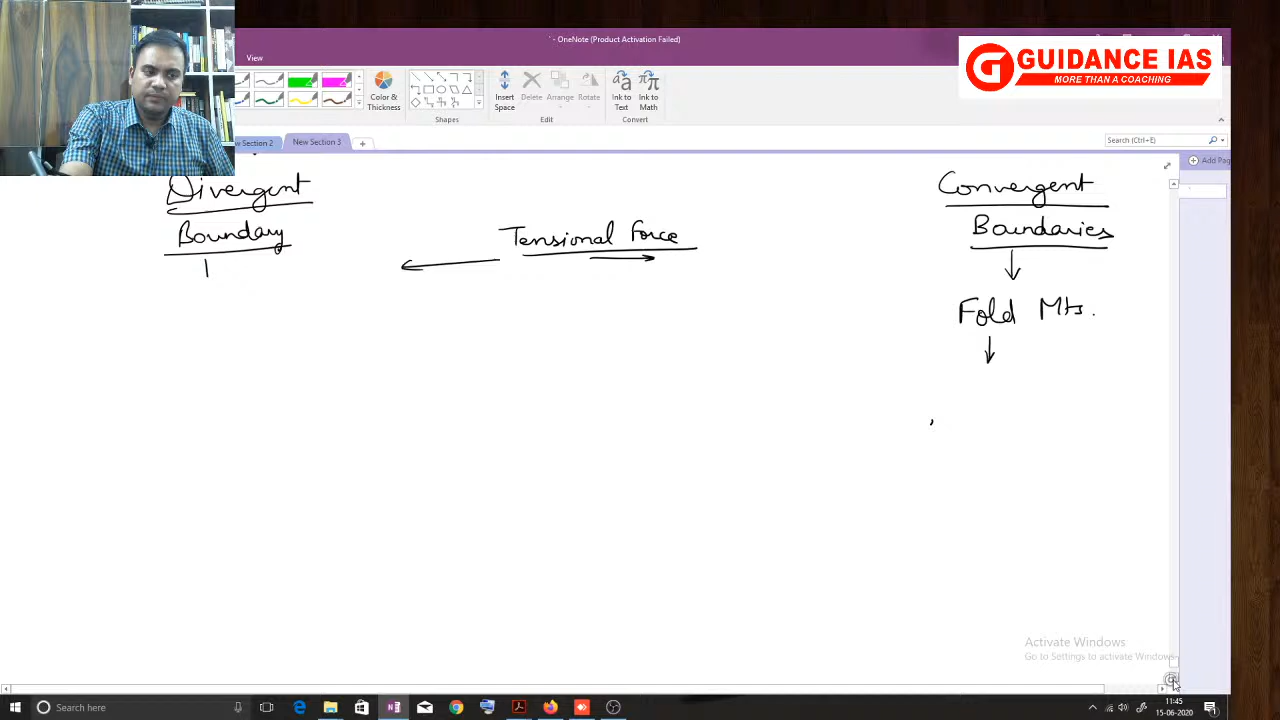 - OneNote (Product Activation Failed)
View
GUIDANCE IAS
MORE THAN A COACHING
Color & Thickness
Insert Space
Delete
Arrange
Rotate
Ink to Text
Ink to Math
Shapes
Edit
Convert
Section 2
New Section 3
Search (Ctrl+E)
Add Pag
Divergent
Boundary
Tensional Force
Convergent
Boundaries
Fold Mts.
Activate Windows
Go to Settings to activate Windows.
Search here
11:45
15-06-2020